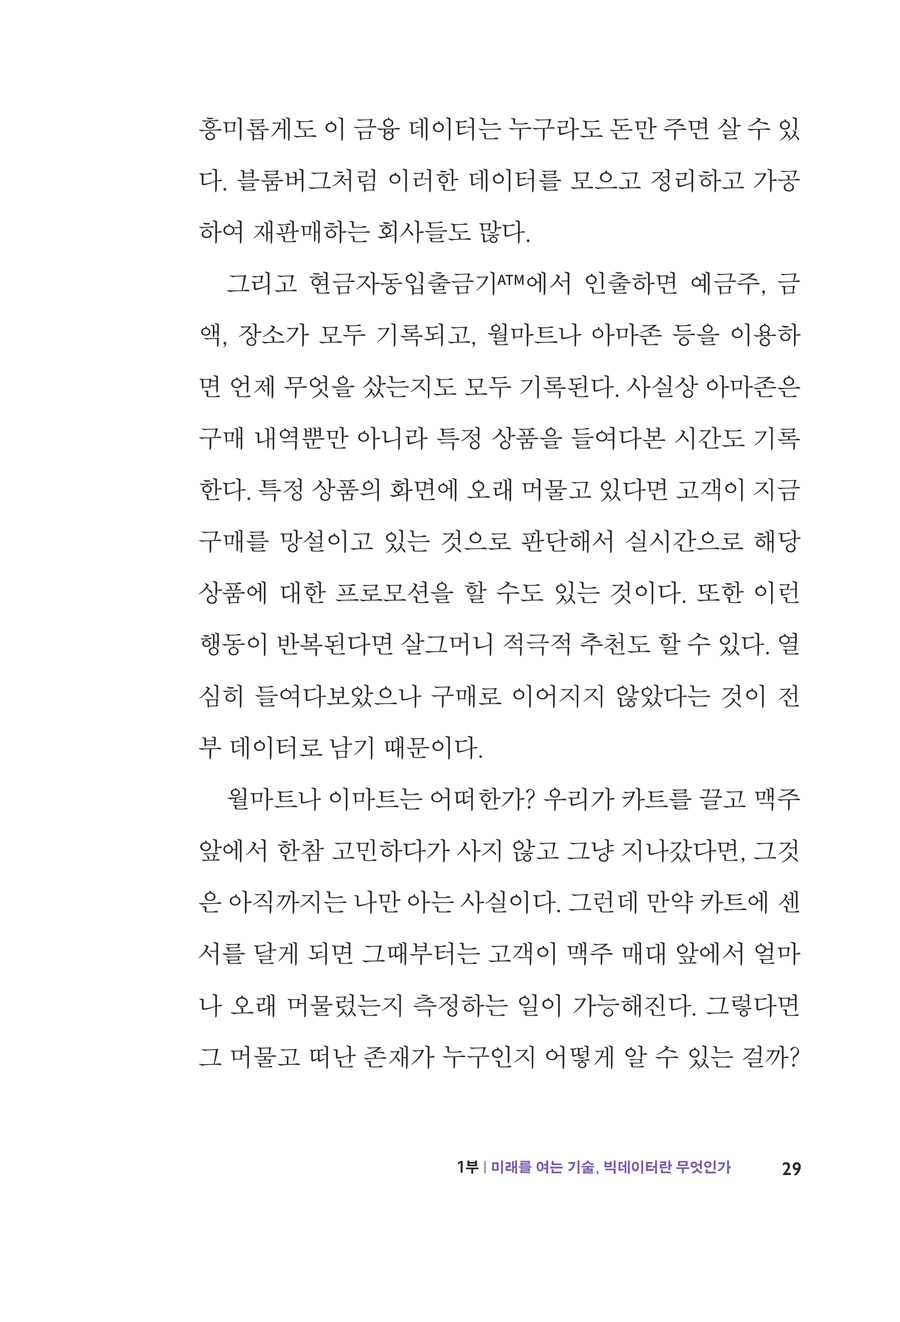 흥미롭게도 이 금융 데이터는 누구라도 돈만 주면 살 수 있
다. 블룸버그처럼 이러한 데이터를 모으고 정리하고 가공
하여 재판매하는 회사들도 많다.
그리고 현금자동입출금기ATM에서 인출하면 예금주, 금
액, 장소가 모두 기록되고, 월마트나 아마존 등을 이용하
면 언제 무엇을 샀는지도 모두 기록된다. 사실상 아마존은
구매 내역뿐만 아니라 특정 상품을 들여다본 시간도 기록
한다. 특정 상품의 화면에 오래 머물고 있다면 고객이 지금
구매를 망설이고 있는 것으로 판단해서 실시간으로 해당
상품에 대한 프로모션을 할 수도 있는 것이다. 또한 이런
행동이 반복된다면 살그머니 적극적 추천도 할 수 있다. 열
심히 들여다보았으나 구매로 이어지지 않았다는 것이 전
부 데이터로 남기 때문이다.
월마트나 이마트는 어떠한가? 우리가 카트를 끌고 맥주
앞에서 한참 고민하다가 사지 않고 그냥 지나갔다면, 그것
은 아직까지는 나만 아는 사실이다. 그런데 만약 카트에 센
서를 달게 되면 그때부터는 고객이 맥주 매대 앞에서 얼마
나 오래 머물렀는지 측정하는 일이 가능해진다. 그렇다면
그 머물고 떠난 존재가 누구인지 어떻게 알 수 있는 걸까?
1부 | 미래를 여는 기술, 빅데이터란 무엇인가 29